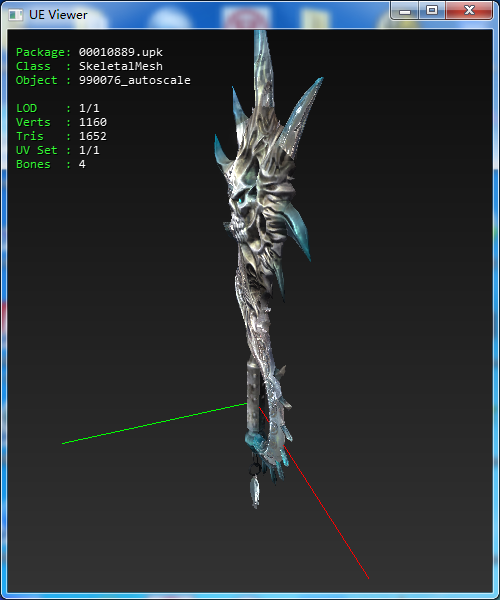 UE Viewer
Package: 00010889.upk
Class : SkeletalMesh
Object : 990076_autoscale
LOD : 1/1
Verts : 1160
Tris : 1652
UV Set : 1/1
Bones : 4